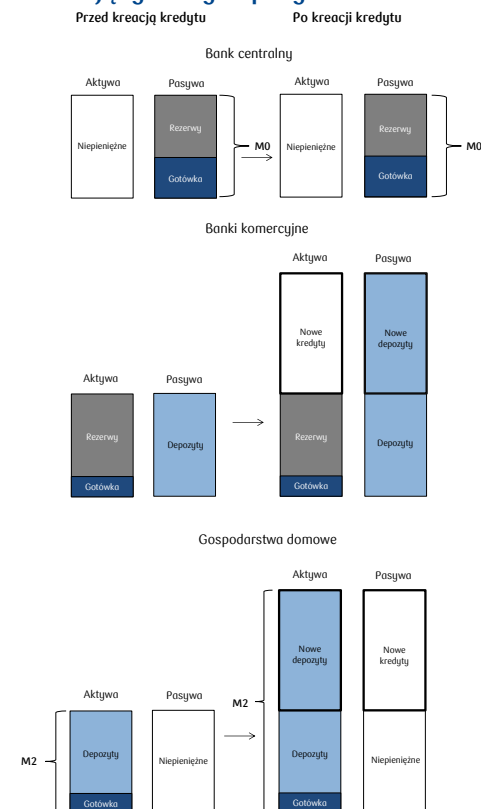 Przed kreacją kredytu
Po kreacji kredytu
Bank centralny
Aktywa
Pasywa
Aktywa
Pasywa
Niepieniężne
Rezerwy
Gotówka
M0
Niepieniężne
Rezerwy
Gotówka
M0
Banki komercyjne
Aktywa
Pasywa
Nowe
kredyty
Nowe
depozyty
Aktywa
Pasywa
Rezerwy
Gotówka
Depozyty
Rezerwy
Gotówka
Depozyty
Gospodarstwa domowe
Aktywa
Pasywa
Nowe
depozyty
Nowe
kredyty
M2
Aktywa
Pasywa
M2
Depozyty
Gotówka
Niepieniężne
Depozyty
Gotówka
Niepieniężne